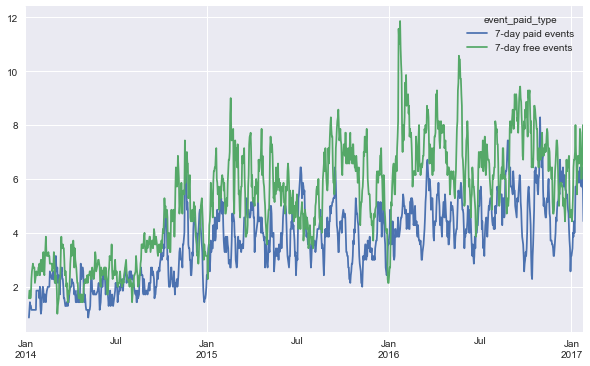 event_paid_type
7-day paid events
7-day free events
12
10
8
6
4
2
Jan Jul Jan Jul Jan Jul Jan
2014 2015 2016 2017